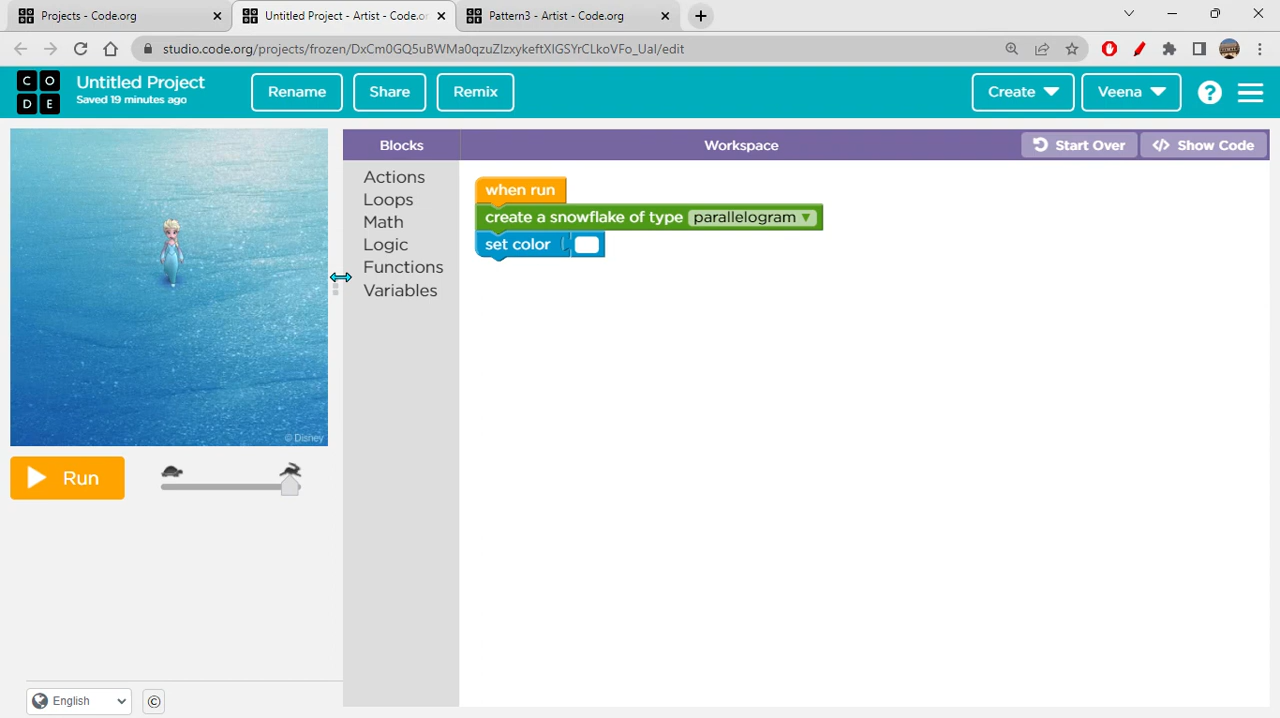 Projects - Code.org
Untitled Project - Artist - Code.or
Pattern3 - Artist - Code.org
studio.code.org/projects/frozen/DxCm0GQ5uBWMa0qzuZIzxykeftXIGSYrCLkoVFo_UaI/edit
CODE
Untitled Project
Saved 19 minutes ago
Rename
Share
Remix
Create
Veena
Blocks
Workspace
Start Over
Show Code
Actions
Loops
Math
Logic
Functions
Variables
when run
create a snowflake of type parallelogram
set color
© Disney
Run
English
©